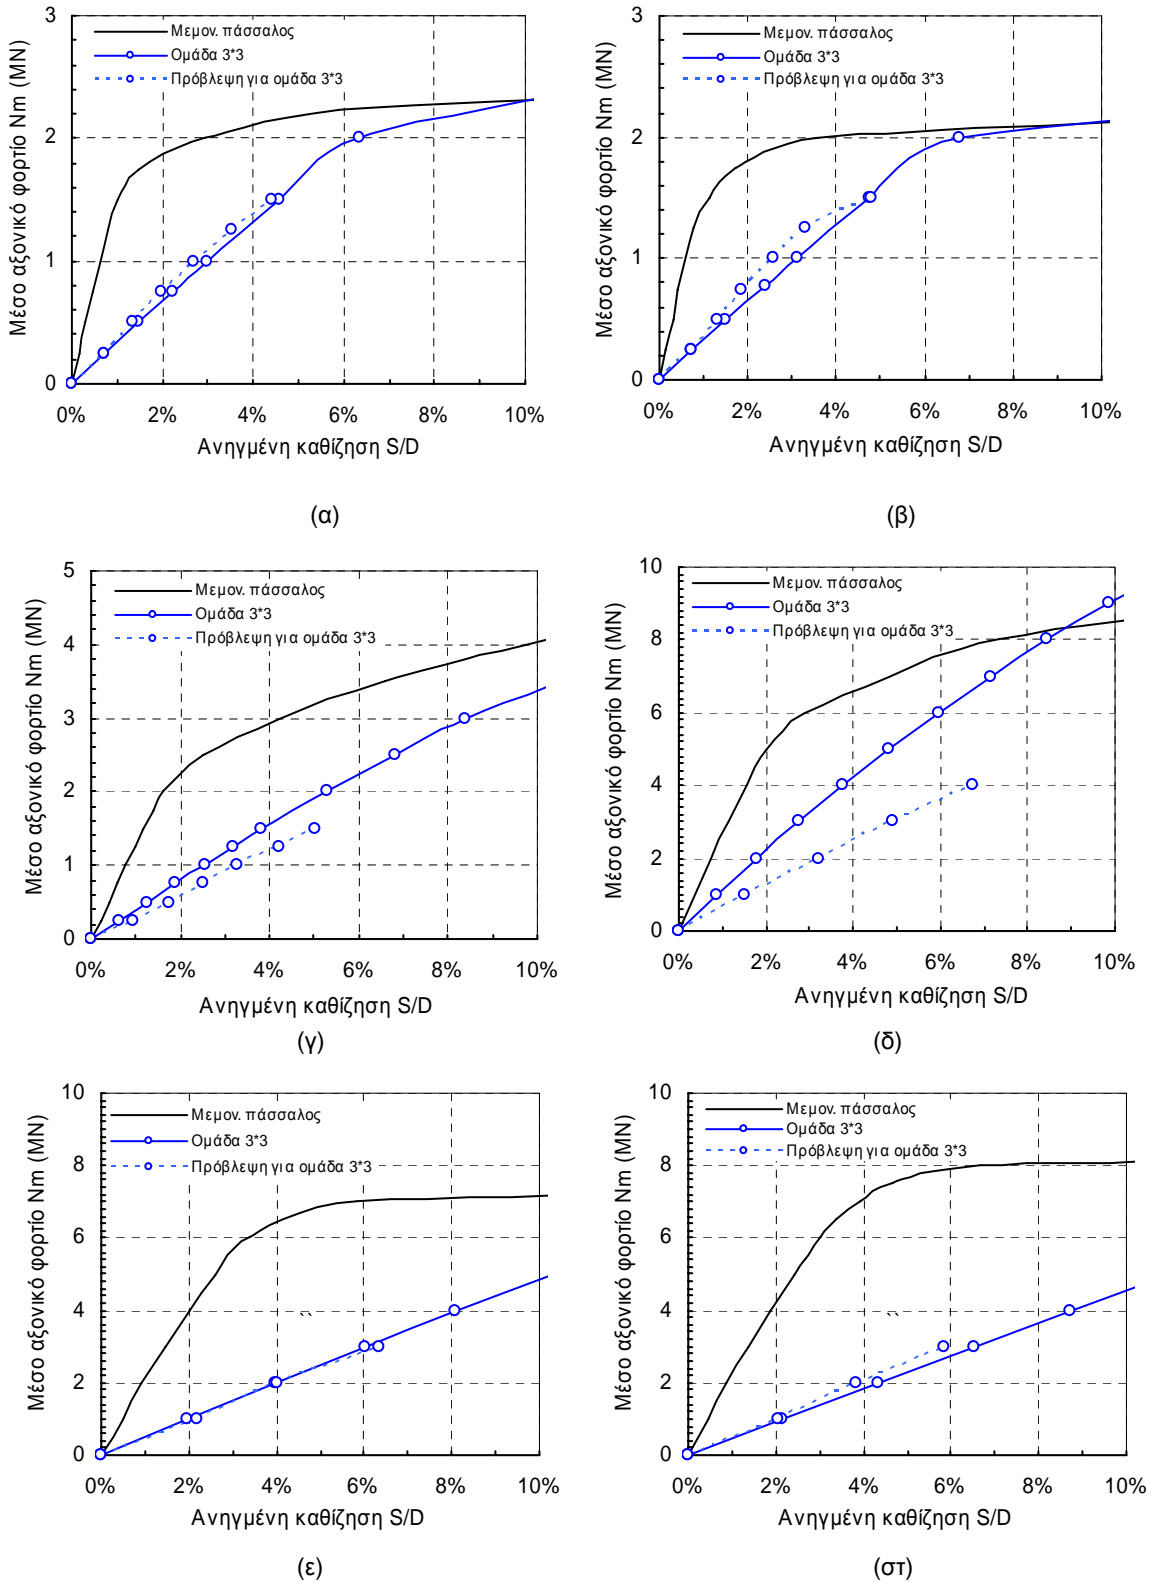 Μέσο αξονικό φορτίο Nm (MN)
3
2
1
0
Μεμον. πάσσαλος
Ομάδα 3*3
Πρόβλεψη για ομάδα 3*3
0% 2% 4% 6% 8% 10%
Ανηγμένη καθίζηση S/D
(α)
Μέσο αξονικό φορτίο Nm (MN)
3
2
1
0
Μεμον. πάσσαλος
Ομάδα 3*3
Πρόβλεψη για ομάδα 3*3
0% 2% 4% 6% 8% 10%
Ανηγμένη καθίζηση S/D
(β)
Μέσο αξονικό φορτίο Nm (MN)
5
4
3
2
1
0
Μεμον. πάσσαλος
Ομάδα 3*3
Πρόβλεψη για ομάδα 3*3
0% 2% 4% 6% 8% 10%
Ανηγμένη καθίζηση S/D
(γ)
Μέσο αξονικό φορτίο Nm (MN)
10
8
6
4
2
0
Μεμον. πάσσαλος
Ομάδα 3*3
Πρόβλεψη για ομάδα 3*3
0% 2% 4% 6% 8% 10%
Ανηγμένη καθίζηση S/D
(δ)
Μέσο αξονικό φορτίο Nm (MN)
10
8
6
4
2
0
Μεμον. πάσσαλος
Ομάδα 3*3
Πρόβλεψη για ομάδα 3*3
``
0% 2% 4% 6% 8% 10%
Ανηγμένη καθίζηση S/D
(ε)
Μέσο αξονικό φορτίο Nm (MN)
10
8
6
4
2
0
Μεμον. πάσσαλος
Ομάδα 3*3
Πρόβλεψη για ομάδα 3*3
``
0% 2% 4% 6% 8% 10%
Ανηγμένη καθίζηση S/D
(στ)